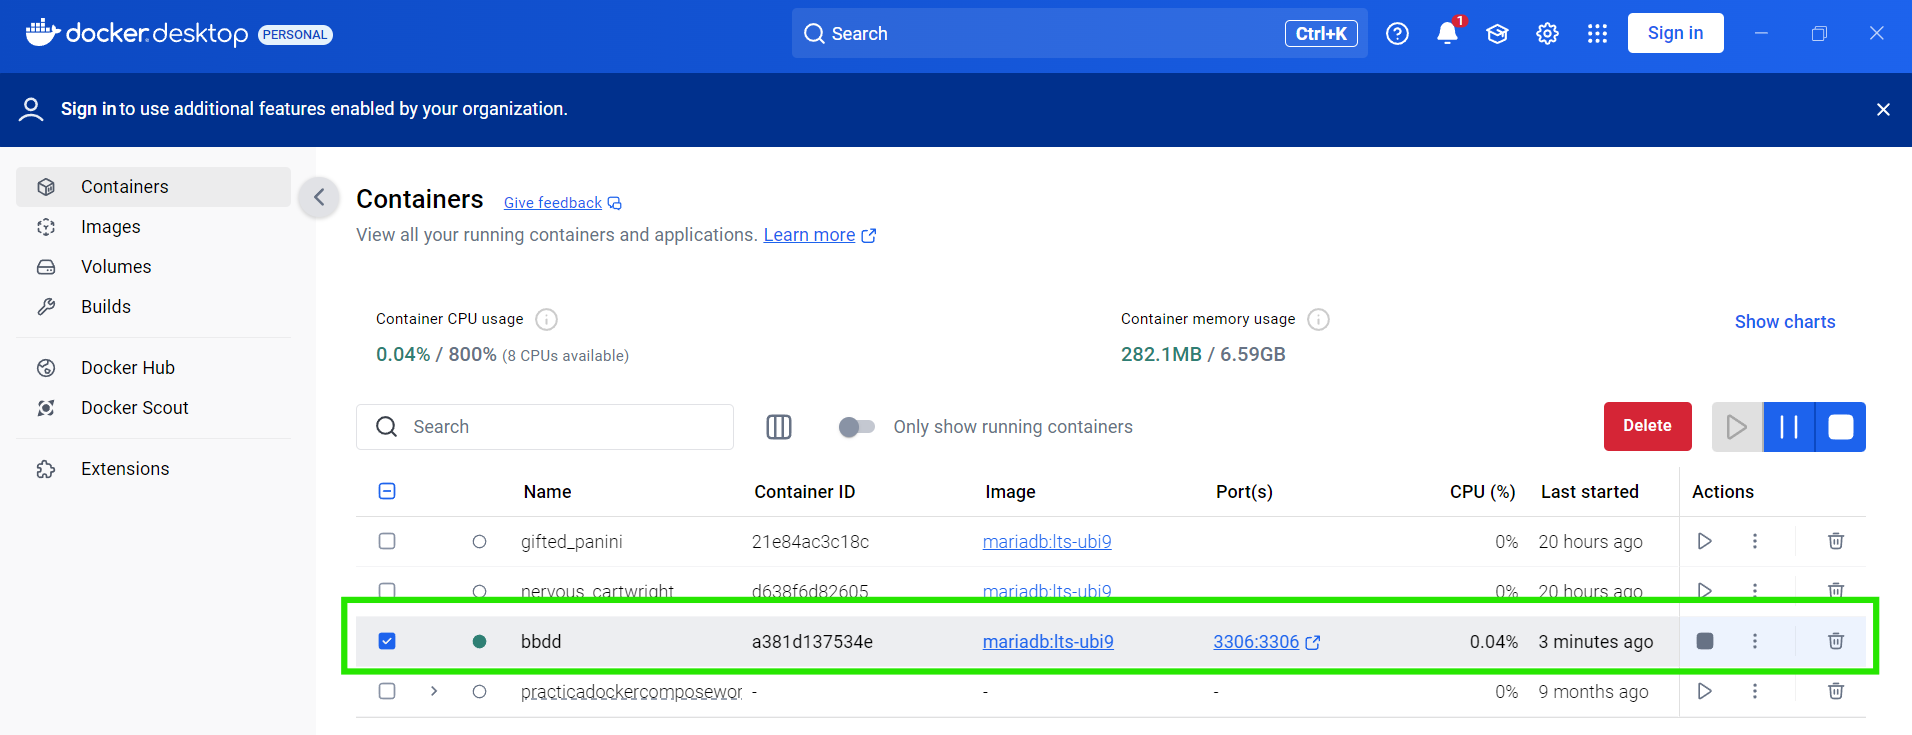 docker.desktop PERSONAL
Search Ctrl+K
1
Sign in
Sign in to use additional features enabled by your organization.
Containers
Images
Volumes
Builds
Docker Hub
Docker Scout
Extensions
Containers Give feedback
View all your running containers and applications. Learn more
Container CPU usage
0.04% / 800% (8 CPUs available)
Container memory usage
282.1MB / 6.59GB
Show charts
Search
Only show running containers
Delete
Name Container ID Image Port(s) CPU (%) Last started Actions
gifted_panini 21e84ac3c18c mariadb:lts-ubi9 0% 20 hours ago
nervous_cartwright d638f6d82605 mariadb:lts-ubi9 0% 20 hours ago
bbdd a381d137534e mariadb:lts-ubi9 3306:3306 0.04% 3 minutes ago
practicadockercomposewor - - - 0% 9 months ago